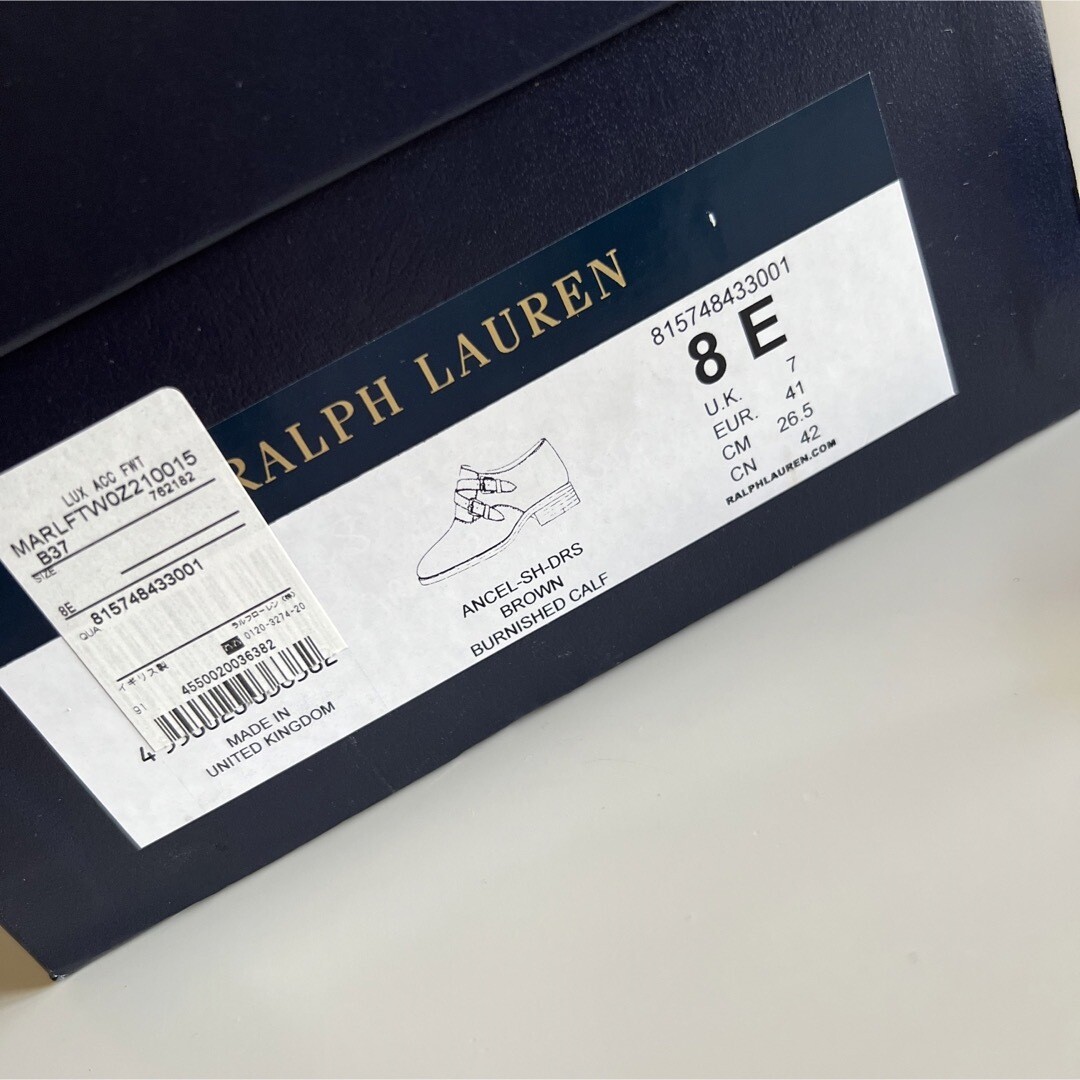 RALPH LAUREN
815748433001
8 E
U.K. 7
EUR. 41
CM 26.5
CN 42
RALPHLAUREN.COM
ANCEL-SH-DRS
BROWN
BURNISHED CALF
MADE IN
UNITED KINGDOM
LUX ACC FWT
MARLFTW0Z210015
762182
B37
SIZE
8E
815748433001
QUA
ラルフローレン(株)
0120-3274-20
イギリス製
4550020036382
91